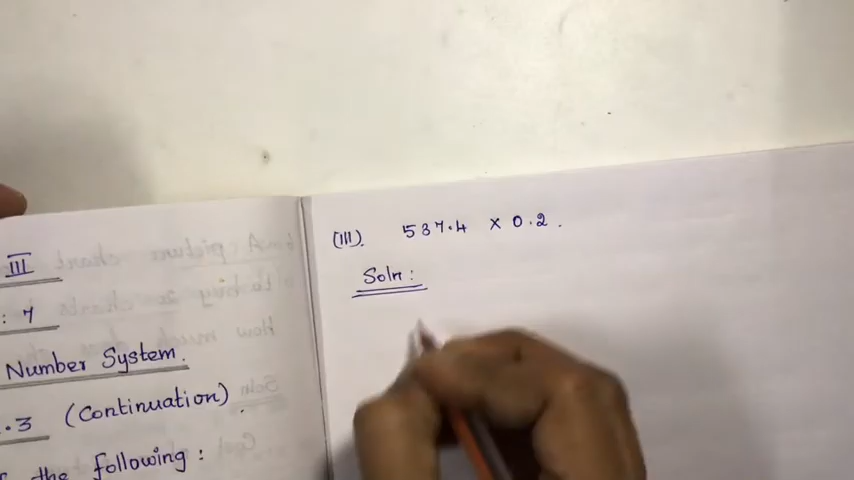 III
: 7
Number System.
.3 (Continuation)
the following :
(III). 537.4 × 0.2.
Soln :